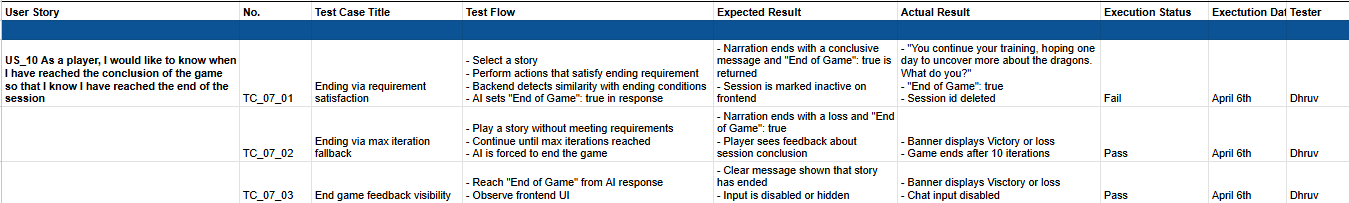 User Story No. Test Case Title Test Flow Expected Result Actual Result Execution Status Exectution Dat Tester
US_10 As a player, I would like to know when
I have reached the conclusion of the game
so that I know I have reached the end of the
session
TC_07_01
Ending via requirement
satisfaction
- Select a story
- Perform actions that satisfy ending requirement
- Backend detects similarity with ending conditions
- AI sets "End of Game": true in response
- Narration ends with a conclusive
message and "End of Game": true is
returned
- Session is marked inactive on
frontend
- "You continue your training, hoping one
day to uncover more about the dragons.
What do you?"
- "End of Game": true
- Session id deleted
Fail
April 6th
Dhruv
TC_07_02
Ending via max iteration
fallback
- Play a story without meeting requirements
- Continue until max iterations reached
- AI is forced to end the game
- Narration ends with a loss and "End
of Game": true
- Player sees feedback about
session conclusion
- Banner displays Victory or loss
- Game ends after 10 iterations
Pass
April 6th
Dhruv
TC_07_03
End game feedback visibility
- Reach "End of Game" from AI response
- Observe frontend UI
- Clear message shown that story
has ended
- Input is disabled or hidden
- Banner displays Visctory or loss
- Chat input disabled
Pass
April 6th
Dhruv